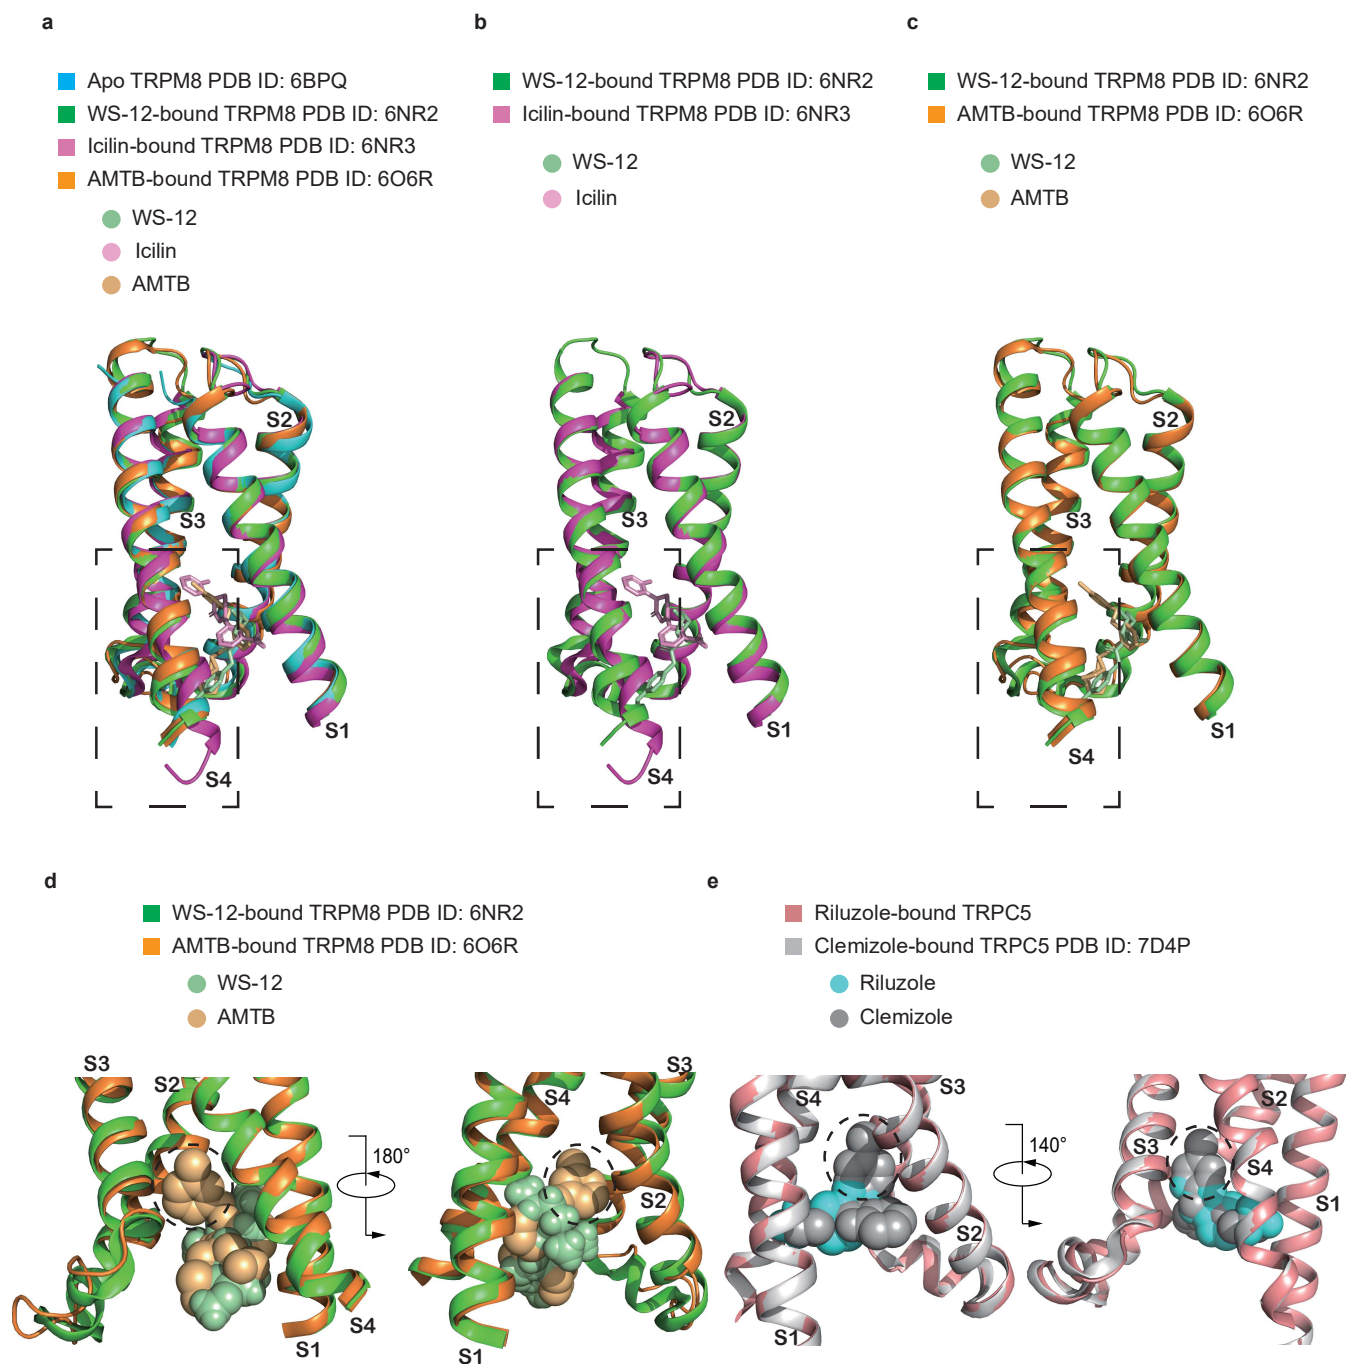 a
Apo TRPM8 PDB ID: 6BPQ
WS-12-bound TRPM8 PDB ID: 6NR2
Icilin-bound TRPM8 PDB ID: 6NR3
AMTB-bound TRPM8 PDB ID: 6O6R
WS-12
Icilin
AMTB
S2
S3
S1
S4
b
WS-12-bound TRPM8 PDB ID: 6NR2
Icilin-bound TRPM8 PDB ID: 6NR3
WS-12
Icilin
S2
S3
S1
S4
c
WS-12-bound TRPM8 PDB ID: 6NR2
AMTB-bound TRPM8 PDB ID: 6O6R
WS-12
AMTB
S2
S3
S1
S4
d
WS-12-bound TRPM8 PDB ID: 6NR2
AMTB-bound TRPM8 PDB ID: 6O6R
WS-12
AMTB
S3
S2
S4
S1
180°
S3
S4
S2
S1
e
Riluzole-bound TRPC5
Clemizole-bound TRPC5 PDB ID: 7D4P
Riluzole
Clemizole
S3
S4
S2
S1
140°
S2
S3
S4
S1